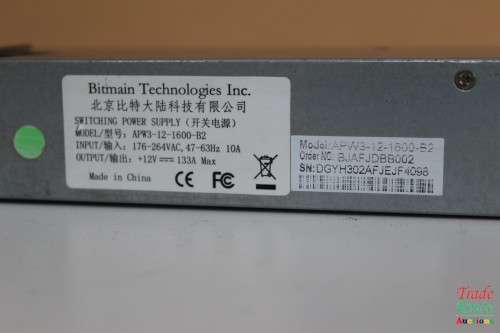 Bitmain Technologies Inc.
北京比特大陆科技有限公司
SWITCHING POWER SUPPLY (开关电源)
MODEL/型号: APW3-12-1600-B2
INPUT/输入: 176-264VAC, 47-63Hz 10A
OUTPUT/输出: +12V ⎓ 133A Max
Made in China CE FC
Model: APW3-12-1600-B2
Order NO. BJAFJDBB002
SN: DGYH302AFJEJF4098
Trade
Auctions